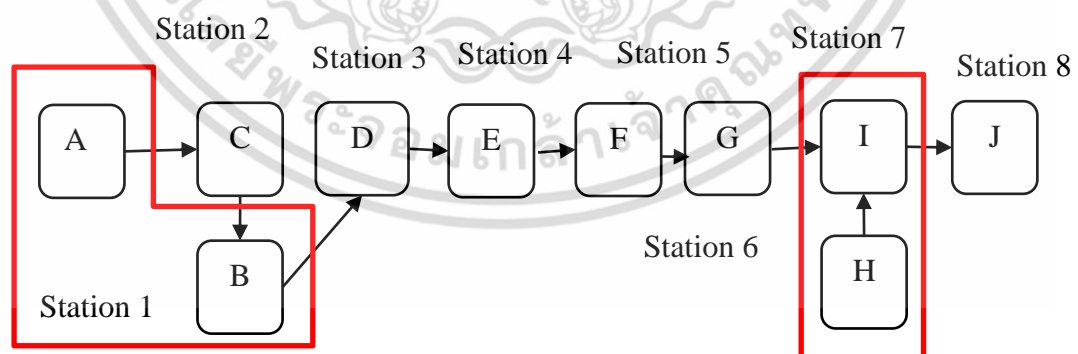 Station 2
Station 3
Station 4
Station 5
Station 7
Station 8
A
C
D
E
F
G
I
J
B
H
Station 1
Station 6